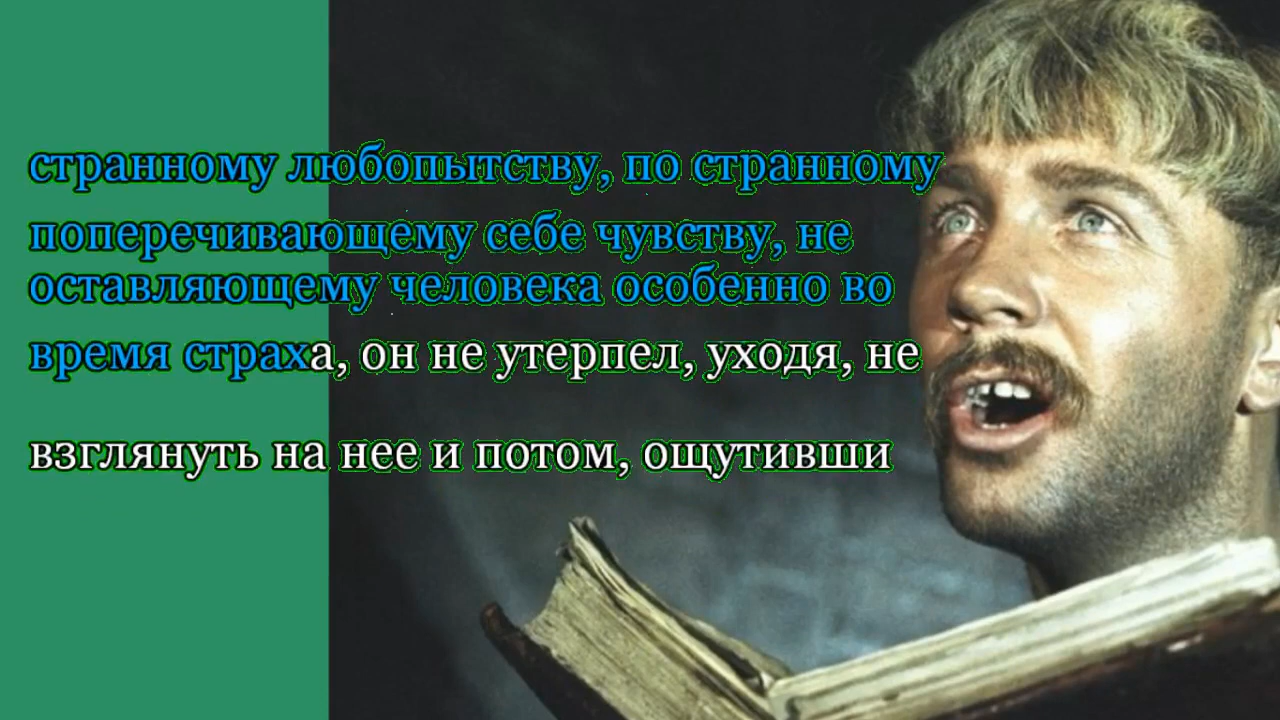 странному любопытству, по странному
поперечивающему себе чувству, не
оставляющему человека особенно во
время страха, он не утерпел, уходя, не
взглянуть на нее и потом, ощутивши